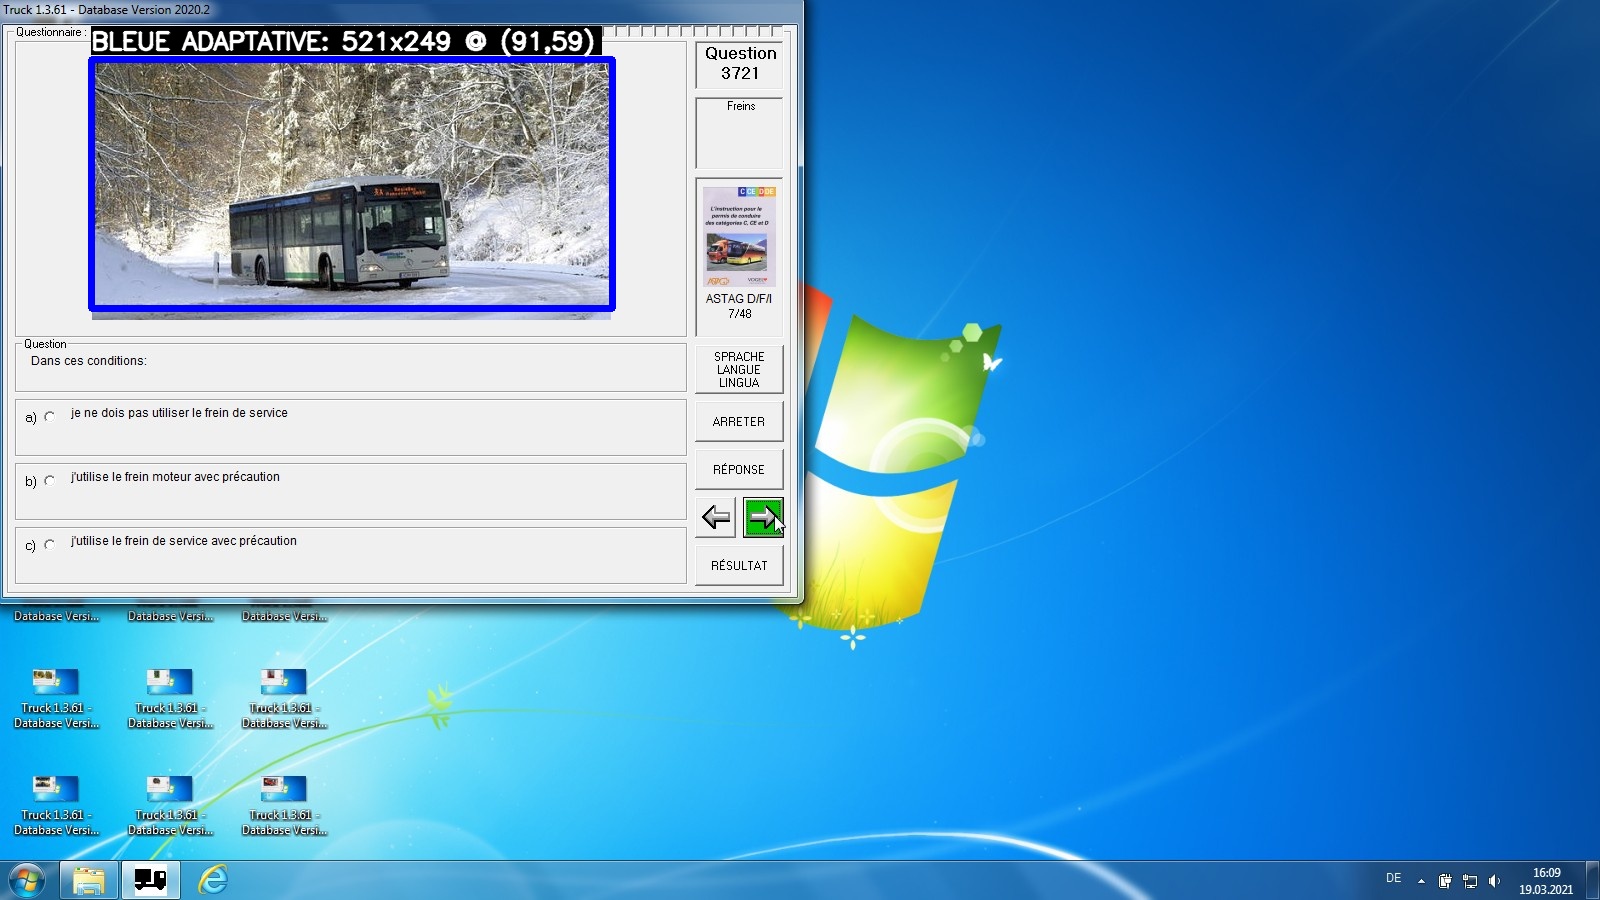 Truck 1.3.61 - Database Version 2020.2
Questionnaire :
BLEUE ADAPTATIVE: 521x249 @ (91,59)
Question
3721
Freins
C CE D DE
L'instruction pour le
permis de conduire
des catégories C, CE et D
ASTAG D/F/I
7/48
Question
Dans ces conditions:
SPRACHE
LANGUE
LINGUA
a)
je ne dois pas utiliser le frein de service
ARRETER
b)
j'utilise le frein moteur avec précaution
RÉPONSE
c)
j'utilise le frein de service avec précaution
RÉSULTAT
Database Versi...
Database Versi...
Database Versi...
Truck 1.3.61 -
Database Versi...
Truck 1.3.61 -
Database Versi...
Truck 1.3.61 -
Database Versi...
Truck 1.3.61 -
Database Versi...
Truck 1.3.61 -
Database Versi...
Truck 1.3.61 -
Database Versi...
DE
16:09
19.03.2021